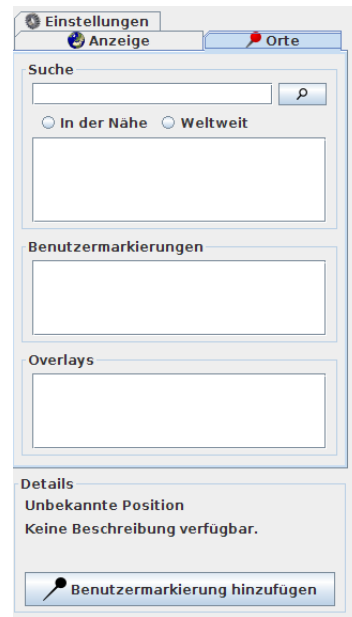 Einstellungen
Anzeige
Orte
Suche
In der Nähe
Weltweit
Benutzermarkierungen
Overlays
Details
Unbekannte Position
Keine Beschreibung verfügbar.
Benutzermarkierung hinzufügen